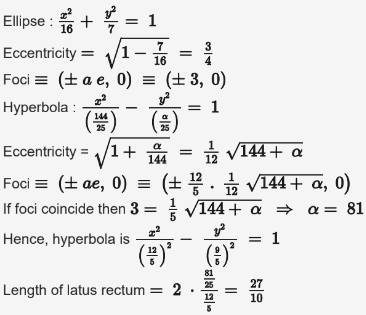 Ellipse : x²/16 + y²/7 = 1
Eccentricity = √(1 − 7/16) = 3/4
Foci ≡ (± a e, 0) ≡ (± 3, 0)
Hyperbola : x²/(144/25) − y²/(α/25) = 1
Eccentricity = √(1 + α/144) = 1/12 √(144 + α)
Foci ≡ (± ae, 0) ≡ (± 12/5 . 1/12 √(144 + α), 0)
If foci coincide then 3 = 1/5 √(144 + α) ⇒ α = 81
Hence, hyperbola is x²/(12/5)² − y²/(9/5)² = 1
Length of latus rectum = 2 · (81/25)/(12/5) = 27/10